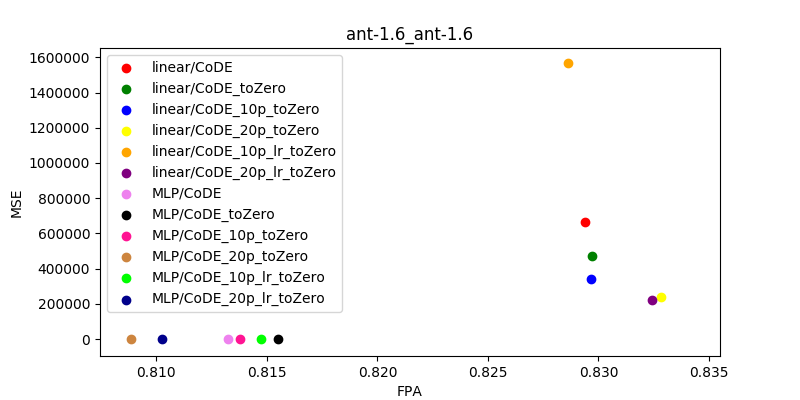 ant-1.6_ant-1.6
MSE
1600000
1400000
1200000
1000000
800000
600000
400000
200000
0
linear/CoDE
linear/CoDE_toZero
linear/CoDE_10p_toZero
linear/CoDE_20p_toZero
linear/CoDE_10p_lr_toZero
linear/CoDE_20p_lr_toZero
MLP/CoDE
MLP/CoDE_toZero
MLP/CoDE_10p_toZero
MLP/CoDE_20p_toZero
MLP/CoDE_10p_lr_toZero
MLP/CoDE_20p_lr_toZero
0.810 0.815 0.820 0.825 0.830 0.835
FPA